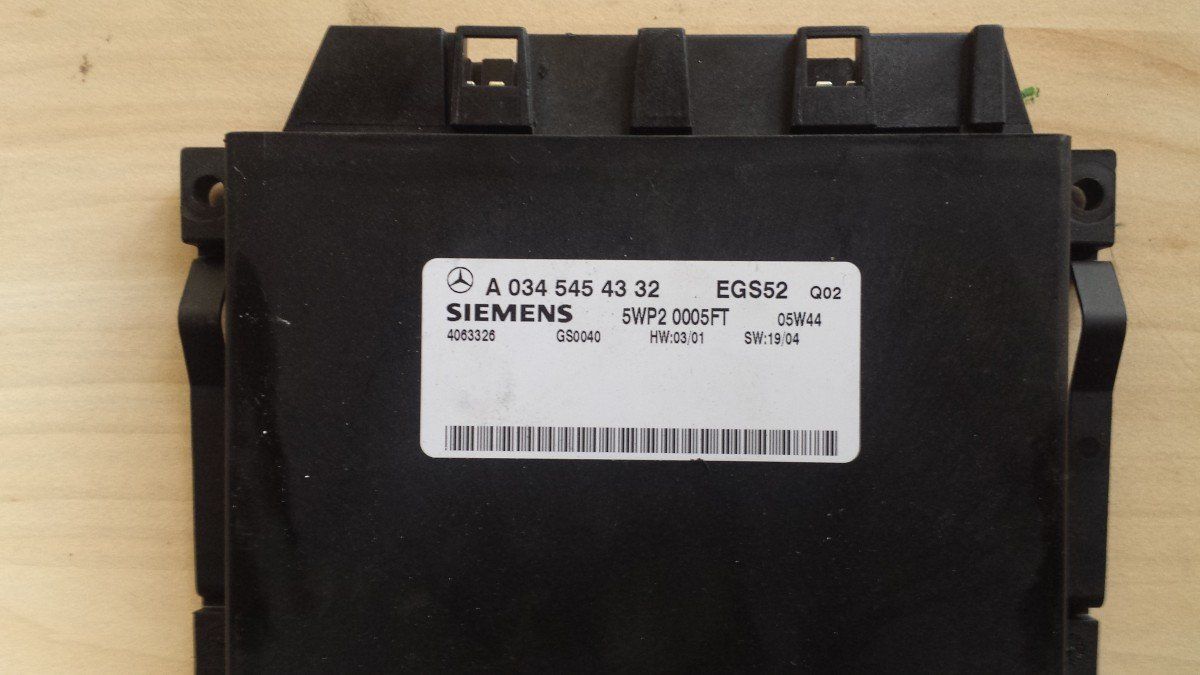 A 034 545 43 32 EGS52 Q02
SIEMENS 5WP2 0005FT 05W44
4063326 GS0040 HW:03/01 SW:19/04